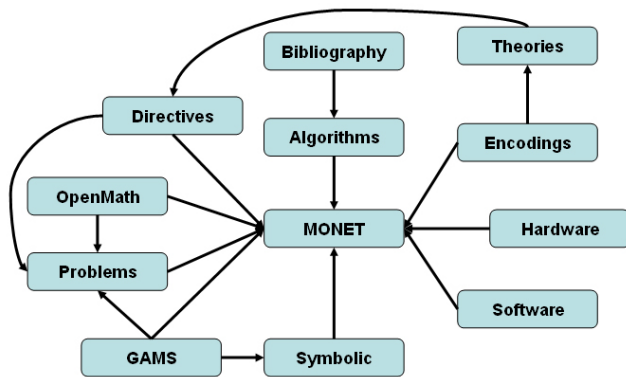 Bibliography
Theories
Directives
Algorithms
Encodings
OpenMath
MONET
Hardware
Problems
Software
GAMS
Symbolic